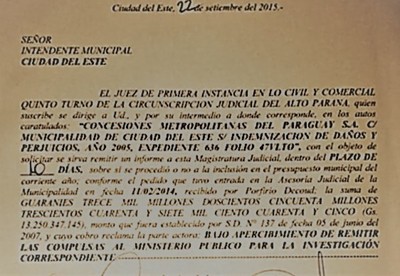 Ciudad del Este, 22 de setiembre del 2015.-
SEÑOR
INTENDENTE MUNICIPAL
CIUDAD DEL ESTE
EL JUEZ DE PRIMERA INSTANCIA EN LO CIVIL Y COMERCIAL
QUINTO TURNO DE LA CIRCUNSCRIPCION JUDICIAL DEL ALTO PARANA, quien
suscribe se dirige a Ud., y por su intermedio a donde corresponde, en los autos
caratulados: "CONCESIONES METROPOLITANAS DEL PARAGUAY S.A. C/
MUNICIPALIDAD DE CIUDAD DEL ESTE S/ INDEMNIZACION DE DAÑOS Y
PERJUICIOS, AÑO 2005, EXPEDIENTE 636 FOLIO 47VLTO", con el objeto de
solicitar se sirva remitir un informe a esta Magistratura Judicial, dentro del PLAZO DE
10 DÍAS, sobre si se procedió o no a la inclusión en el presupuesto municipal del
corriente año; conforme el pedido que tuvo entrada en la Asesoría Judicial de la
Municipalidad en fecha 11/02/2014, recibido por Porfirio Decoud; la suma de
GUARANIES TRECE MIL MILLONES DOSCIENTOS CINCUENTA MILLONES
TRESCIENTOS CUARENTA Y SIETE MIL CIENTO CUARENTA Y CINCO (Gs.
13.250.347.145), monto que fuera establecido por S.D. N° 137 de fecha 05 de junio del
2007, y cuyo cobro reclama la parte actora; BAJO APERCIBIMIENTO DE REMITIR
LAS COMPULSAS AL MINISTERIO PUBLICO PARA LA INVESTIGACIÓN
CORRESPONDIENTE